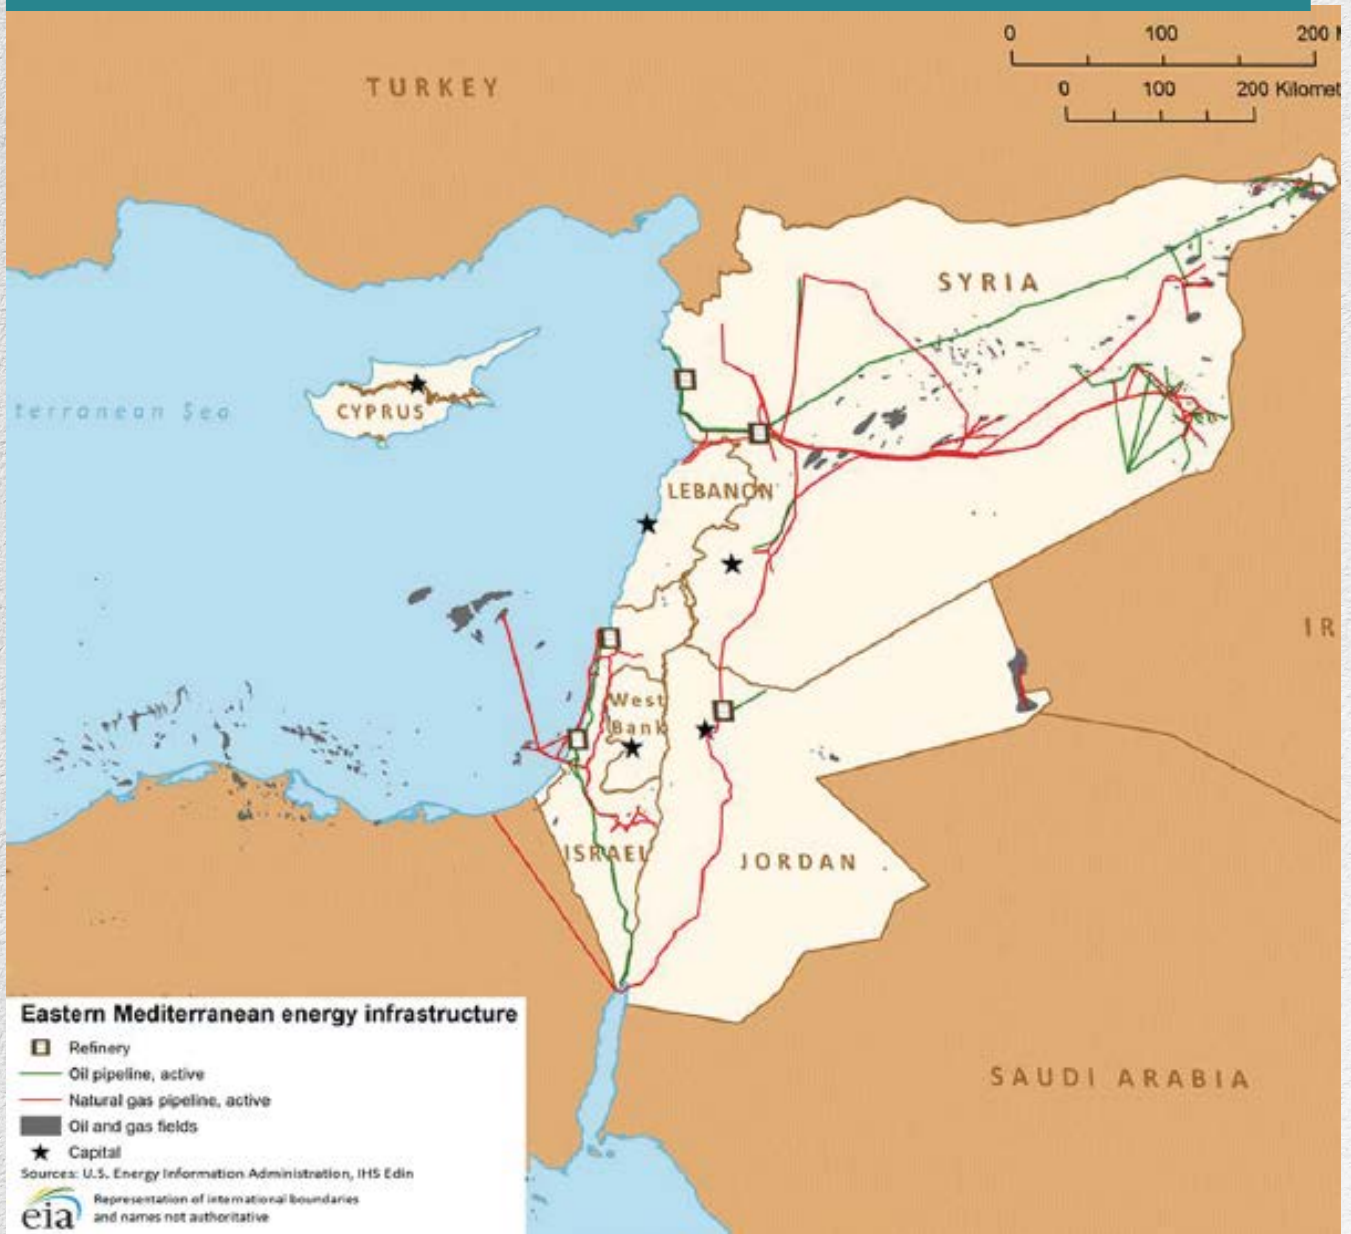 0 100 200
0 100 200 Kilomet
TURKEY
SYRIA
CYPRUS
terranean Sea
LEBANON
IR
West
Bank
ISRAEL
JORDAN
SAUDI ARABIA
Eastern Mediterranean energy infrastructure
Refinery
Oil pipeline, active
Natural gas pipeline, active
Oil and gas fields
Capital
Sources: U.S. Energy Information Administration, IHS Edin
eia
Representation of international boundaries
and names not authoritative